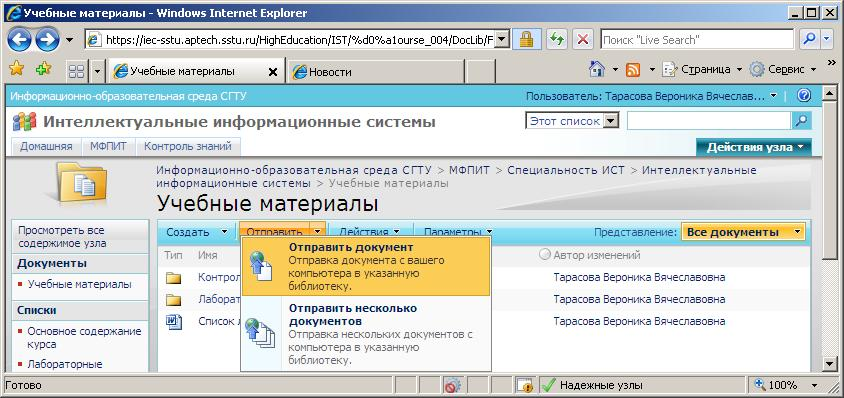 Учебные материалы - Windows Internet Explorer
https://iec-sstu.aptech.sstu.ru/HighEducation/IST/%d0%a1ourse_004/DocLib/F
Поиск "Live Search"
Учебные материалы
Новости
Страница
Сервис
Информационно-образовательная среда СГТУ
Пользователь: Тарасова Вероника Вячеслав...
Интеллектуальные информационные системы
Этот список
Домашняя
МФПИТ
Контроль знаний
Действия узла
Информационно-образовательная среда СГТУ > МФПИТ > Специальность ИСТ > Интеллектуальные
информационные системы > Учебные материалы
Учебные материалы
Просмотреть все
содержимое узла
Документы
Учебные материалы
Списки
Основное содержание
курса
Лабораторные
Создать
Отправить
Действия
Параметры
Представление:
Все документы
Тип
Имя
Автор изменений
Контрол
Тарасова Вероника Вячеславовна
Лаборат
Тарасова Вероника Вячеславовна
Список л
Тарасова Вероника Вячеславовна
Отправить документ
Отправка документа с вашего
компьютера в указанную
библиотеку.
Отправить несколько
документов
Отправка нескольких документов с
компьютера в указанную
библиотеку.
Готово
Надежные узлы
100%